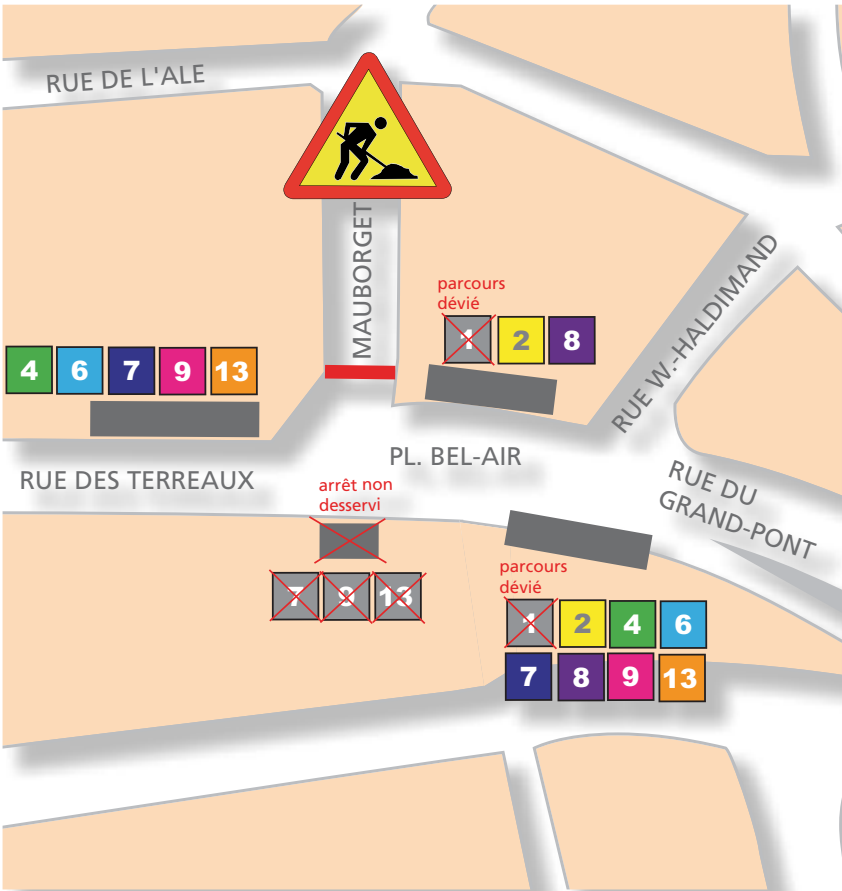 RUE DE L'ALE
MAUBORGET
RUE W.-HALDIMAND
parcours
dévié
1 2 8
4 6 7 9 13
PL. BEL-AIR
RUE DES TERREAUX
RUE DU
GRAND-PONT
arrêt non
desservi
7 9 13
parcours
dévié
1 2 4 6
7 8 9 13